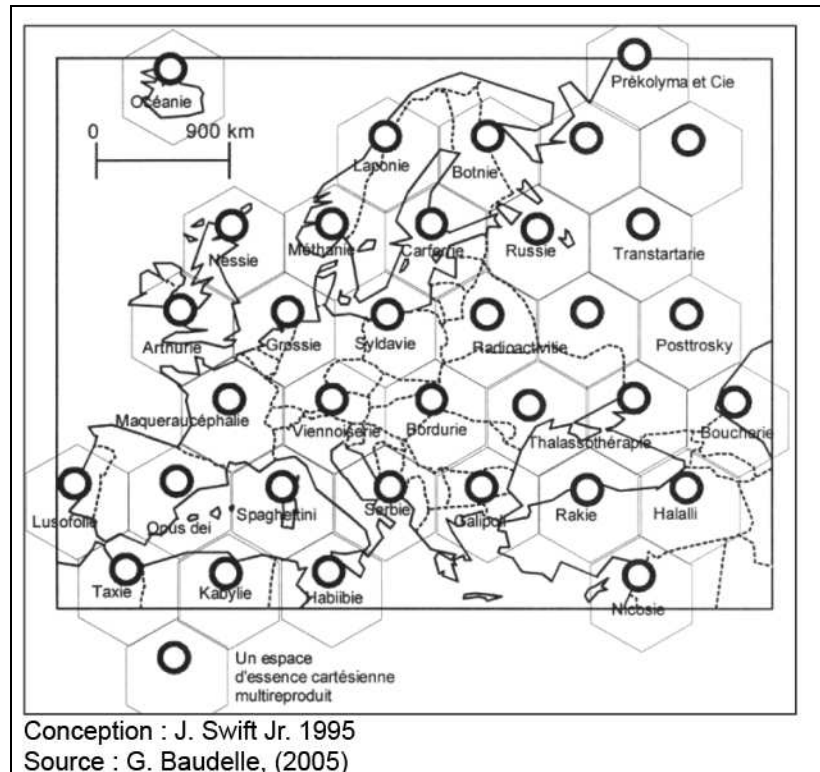 Océanie
Prékolyma et Cie
0 900 km
Laponie
Botnie
Nessie
Méthanie
Carferrie
Russie
Transtartarie
Arthurie
Grossie
Syldavie
Radioactivitie
Posttrosky
Maqueraucéphalie
Viennoiserie
Bordurie
Thalassothérapie
Boucherie
Lusofolie
Opus dei
Spaghettini
Serbie
Galipoli
Rakie
Halalli
Taxie
Kabylie
Habiibie
Nicosie
Un espace
d'essence cartésienne
multireproduit
Conception : J. Swift Jr. 1995
Source : G. Baudelle, (2005)